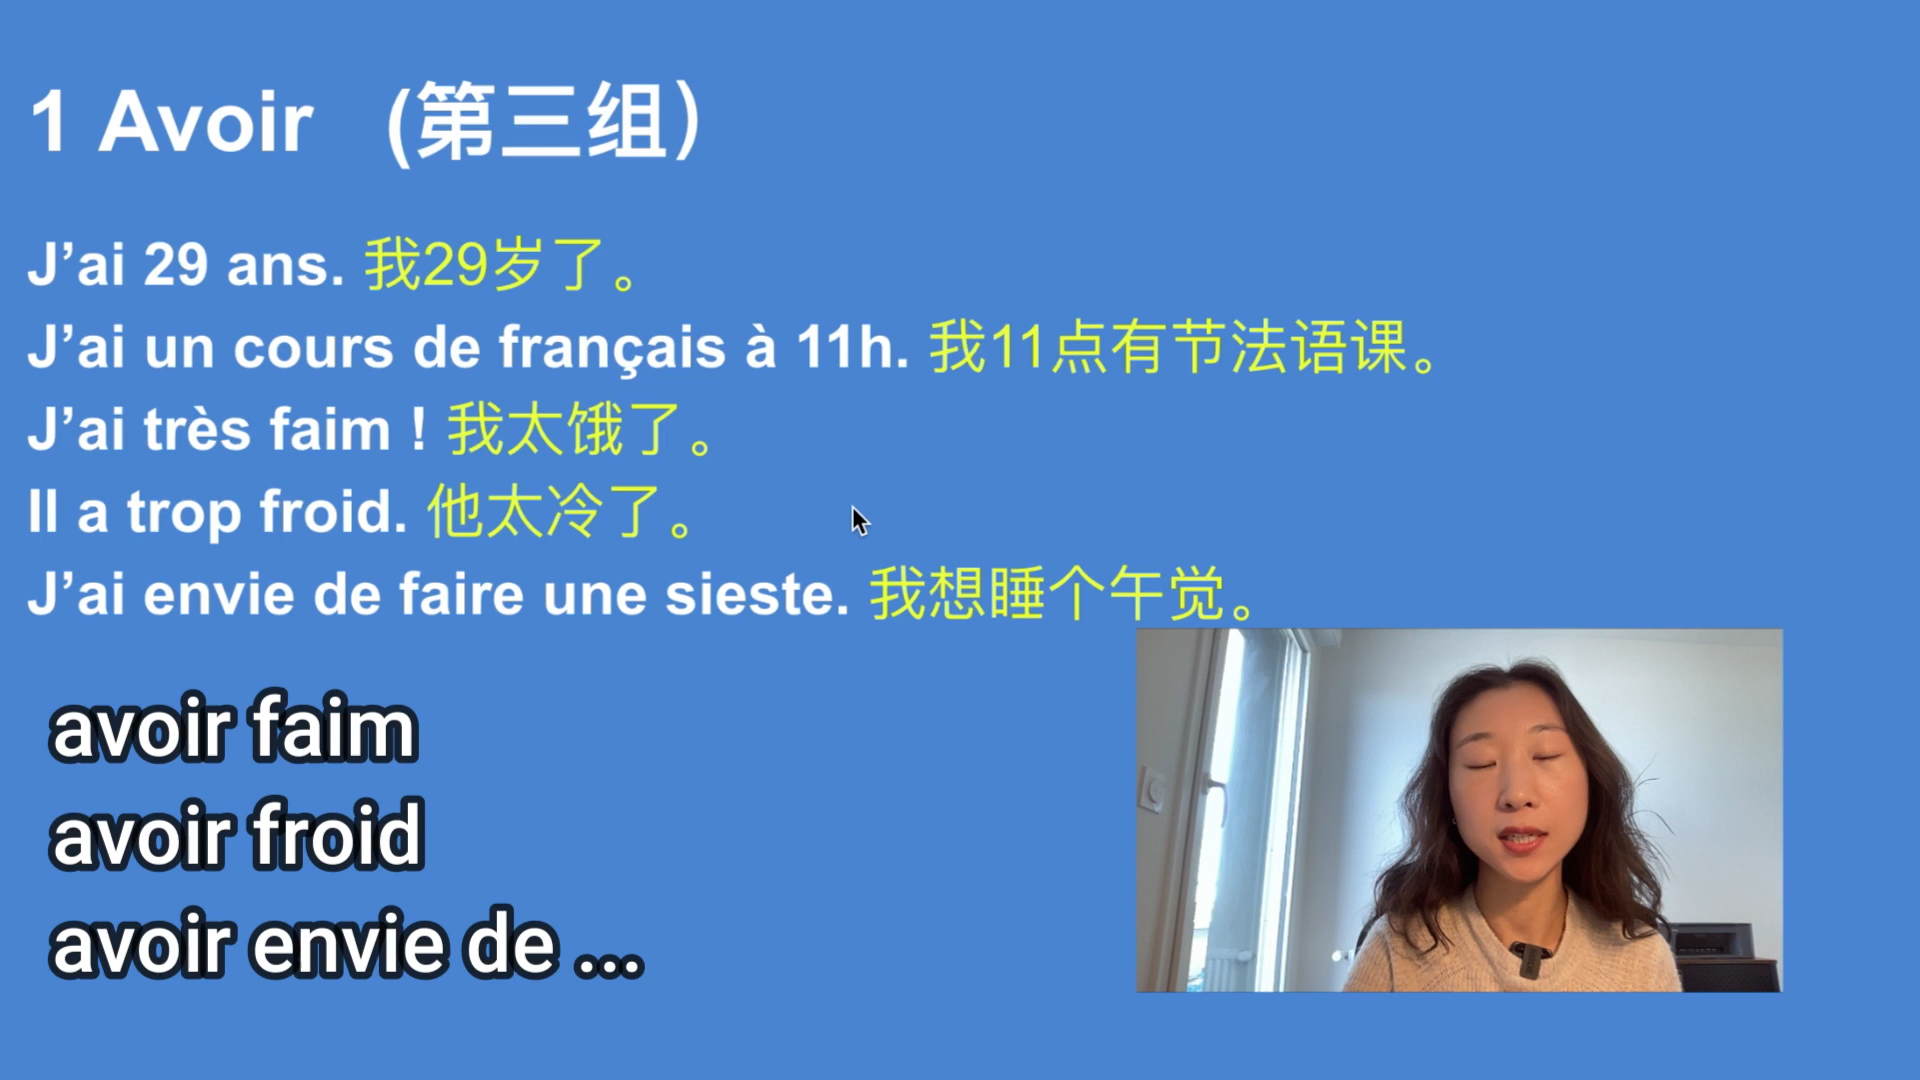 1 Avoir (第三组）
J’ai 29 ans. 我29岁了。
J’ai un cours de français à 11h. 我11点有节法语课。
J’ai très faim ! 我太饿了。
Il a trop froid. 他太冷了。
J’ai envie de faire une sieste. 我想睡个午觉。
avoir faim
avoir froid
avoir envie de ...